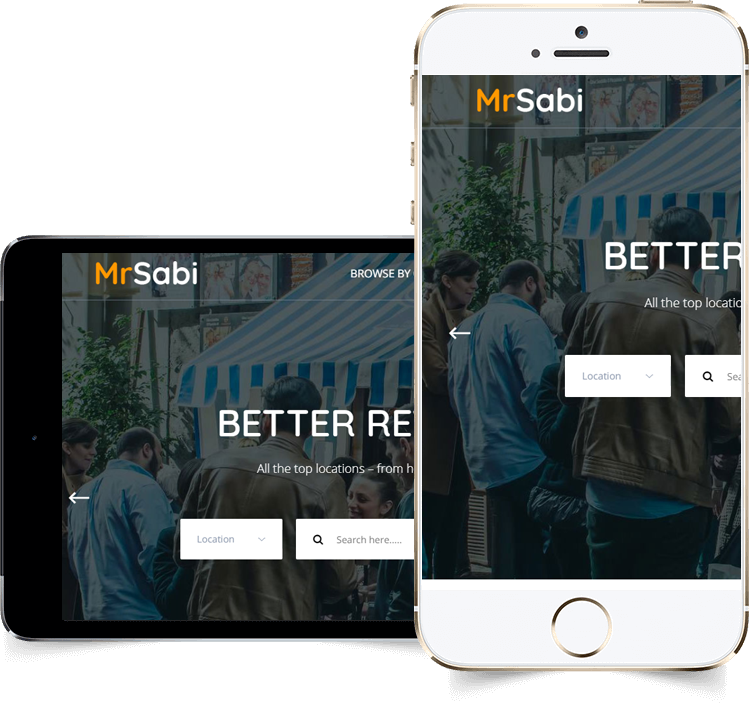 MrSabi
BETTER
All the top locatio
Location
Sea
MrSabi
BROWSE BY
BETTER RE
All the top locations – from h
Location
Search here.....